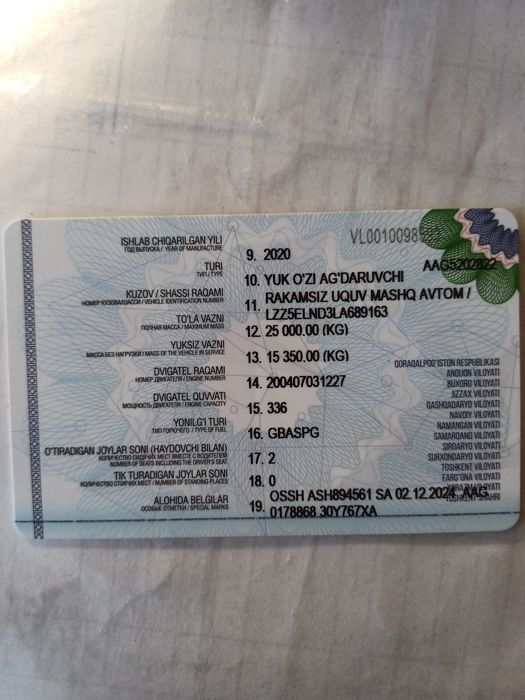 VL0010098
AAG5202822
ISHLAB CHIQARILGAN YILI
ГОД ВЫПУСКА / YEAR OF MANUFACTURE
9. 2020
TURI
ТИП / TYPE
10. YUK O'ZI AG'DARUVCHI
KUZOV / SHASSI RAQAMI
НОМЕР КУЗОВА/ШАССИ / VEHICLE IDENTIFICATION NUMBER
11. RAKAMSIZ UQUV MASHQ AVTOM /
LZZ5ELND3LA689163
TO'LA VAZNI
ПОЛНАЯ МАССА / MAXIMUM MASS
12. 25 000.00 (KG)
YUKSIZ VAZNI
МАССА БЕЗ НАГРУЗКИ / MASS OF THE VEHICLE IN SERVICE
13. 15 350.00 (KG)
DVIGATEL RAQAMI
НОМЕР ДВИГАТЕЛЯ / ENGINE NUMBER
14. 200407031227
DVIGATEL QUVVATI
МОЩНОСТЬ ДВИГАТЕЛЯ / ENGINE CAPACITY
15. 336
YONILG'I TURI
ТИП ГОРЮЧЕГО / TYPE OF FUEL
16. GBASPG
O'TIRADIGAN JOYLAR SONI (HAYDOVCHI BILAN)
КОЛИЧЕСТВО СИДЯЧИХ МЕСТ ВМЕСТЕ С ВОДИТЕЛЕМ
NUMBER OF SEATS INCLUDING THE DRIVER'S SEAT
17. 2
TIK TURADIGAN JOYLAR SONI
КОЛИЧЕСТВО СТОЯЧИХ МЕСТ / NUMBER OF STANDING PLACES
18. 0
ALOHIDA BELGILAR
ОСОБЫЕ ОТМЕТКИ / SPECIAL MARKS
19. OSSH ASH894561 SA 02.12.2024, AAG
0178868 30Y767XA
QORAQALPOG'ISTON RESPUBLIKASI
ANDIJON VILOYATI
BUXORO VILOYATI
JIZZAX VILOYATI
QASHQADARYO VILOYATI
NAVOIY VILOYATI
NAMANGAN VILOYATI
SAMARQAND VILOYATI
SIRDARYO VILOYATI
SURXONDARYO VILOYATI
TOSHKENT VILOYATI
FARG'ONA VILOYATI
XORAZM VILOYATI
TOSHKENT SHAHRI